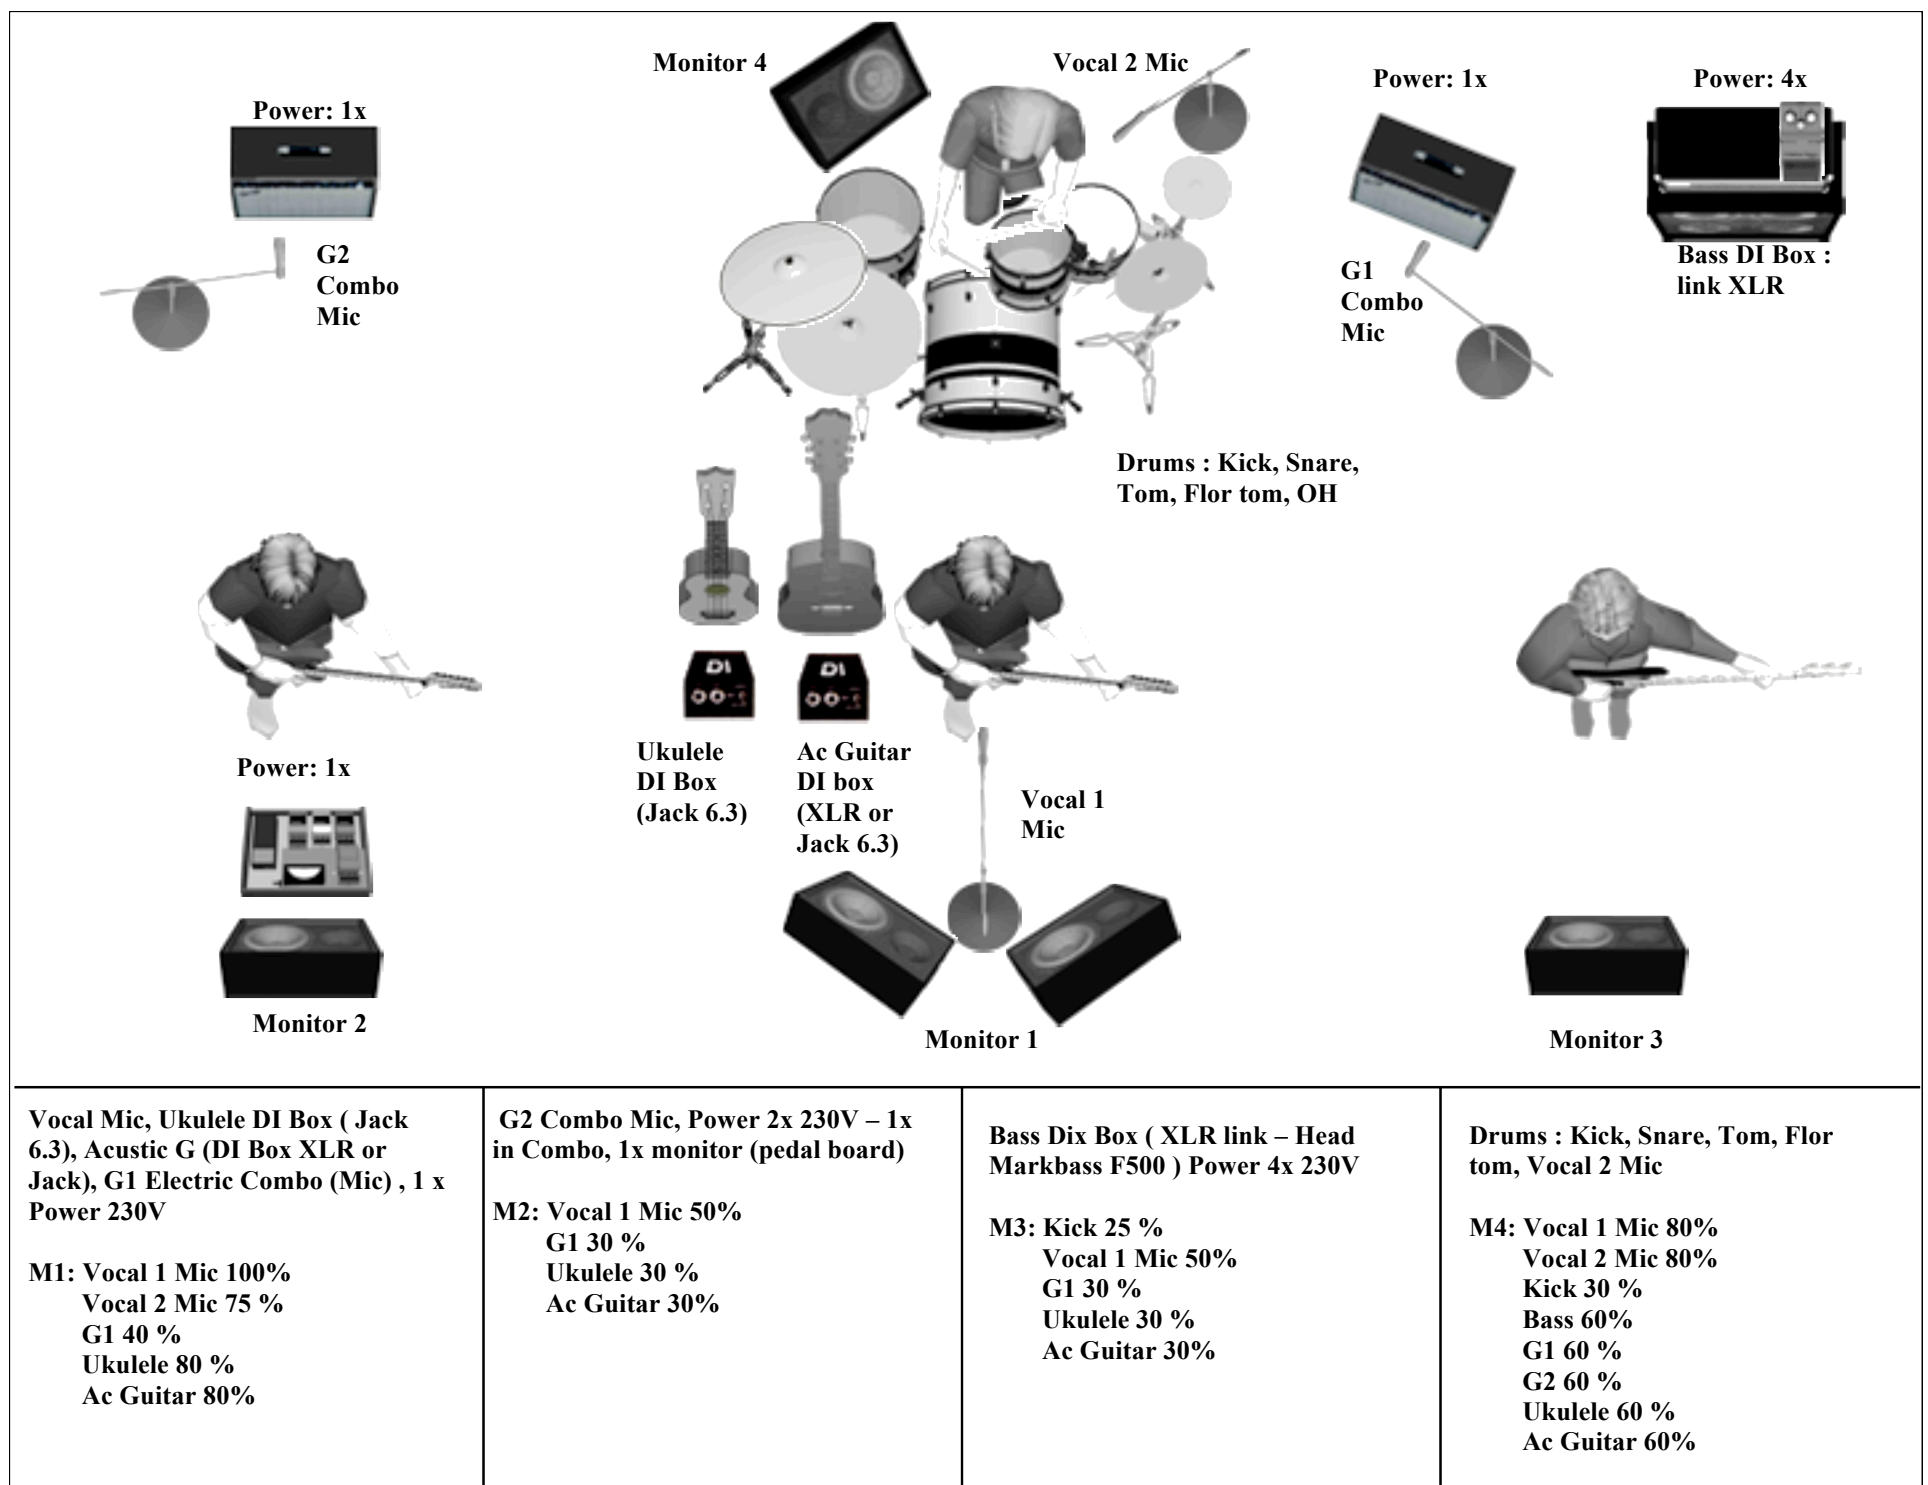 Monitor 4
Vocal 2 Mic
Power: 1x
Power: 4x
Power: 1x
G2
Combo
Mic
G1
Combo
Mic
Bass DI Box :
link XLR
Drums : Kick, Snare,
Tom, Flor tom, OH
DI
DI
Ukulele
DI Box
(Jack 6.3)
Ac Guitar
DI box
(XLR or
Jack 6.3)
Power: 1x
Vocal 1
Mic
Monitor 2
Monitor 1
Monitor 3
Vocal Mic, Ukulele DI Box ( Jack
6.3), Acustic G (DI Box XLR or
Jack), G1 Electric Combo (Mic) , 1 x
Power 230V
M1: Vocal 1 Mic 100%
Vocal 2 Mic 75 %
G1 40 %
Ukulele 80 %
Ac Guitar 80%
G2 Combo Mic, Power 2x 230V – 1x
in Combo, 1x monitor (pedal board)
M2: Vocal 1 Mic 50%
G1 30 %
Ukulele 30 %
Ac Guitar 30%
Bass Dix Box ( XLR link – Head
Markbass F500 ) Power 4x 230V
M3: Kick 25 %
Vocal 1 Mic 50%
G1 30 %
Ukulele 30 %
Ac Guitar 30%
Drums : Kick, Snare, Tom, Flor
tom, Vocal 2 Mic
M4: Vocal 1 Mic 80%
Vocal 2 Mic 80%
Kick 30 %
Bass 60%
G1 60 %
G2 60 %
Ukulele 60 %
Ac Guitar 60%